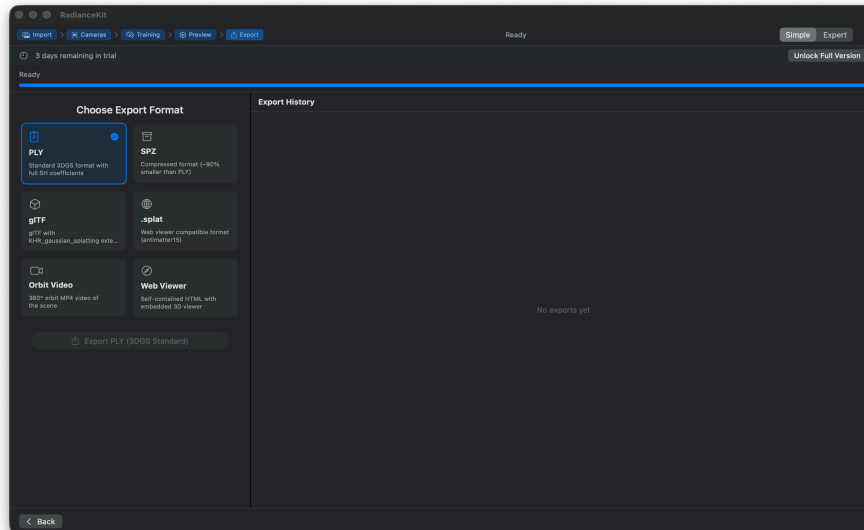 RadianceKit
Import
Cameras
Training
Preview
Export
Ready
Simple
Expert
3 days remaining in trial
Unlock Full Version
Ready
Choose Export Format
Export History
PLY
Standard 3DGS format with
full SH coefficients
SPZ
Compressed format (~90%
smaller than PLY)
glTF
glTF with
KHR_gaussian_splatting exte...
.splat
Web viewer compatible format
(antimatter15)
Orbit Video
360° orbit MP4 video of
the scene
Web Viewer
Self-contained HTML with
embedded 3D viewer
Export PLY (3DGS Standard)
No exports yet
Back